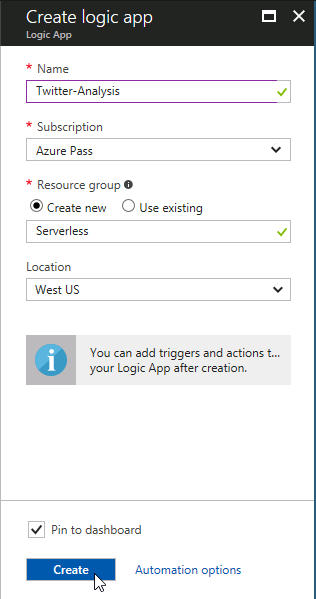 Create logic app
Logic App
* Name
Twitter-Analysis
* Subscription
Azure Pass
* Resource group
Create new Use existing
Serverless
Location
West US
You can add triggers and actions t...
your Logic App after creation.
Pin to dashboard
Create Automation options